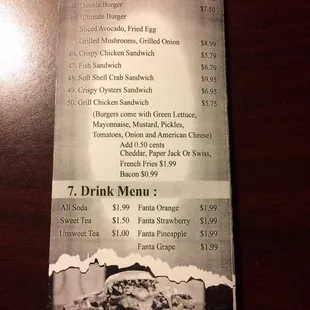 44. Double Burger $7.50
Ultimate Burger
Sliced Avocado, Fried Egg
Grilled Mushrooms, Grilled Onion $8.99
46. Crispy Chicken Sandwich $5.79
47. Fish Sandwich $6.79
48. Soft Shell Crab Sandwich $9.95
49. Crispy Oysters Sandwich $6.95
50. Grill Chicken Sandwich $5.75
(Burgers come with Green Lettuce,
Mayonnaise, Mustard, Pickles,
Tomatoes, Onion and American Cheese)
Add 0.50 cents
Cheddar, Paper Jack Or Swiss,
French Fries $1.99
Bacon $0.99
7. Drink Menu :
All Soda $1.99 Fanta Orange $1.99
Sweet Tea $1.50 Fanta Strawberry $1.99
Unsweet Tea $1.00 Fanta Pineapple $1.99
Fanta Grape $1.99